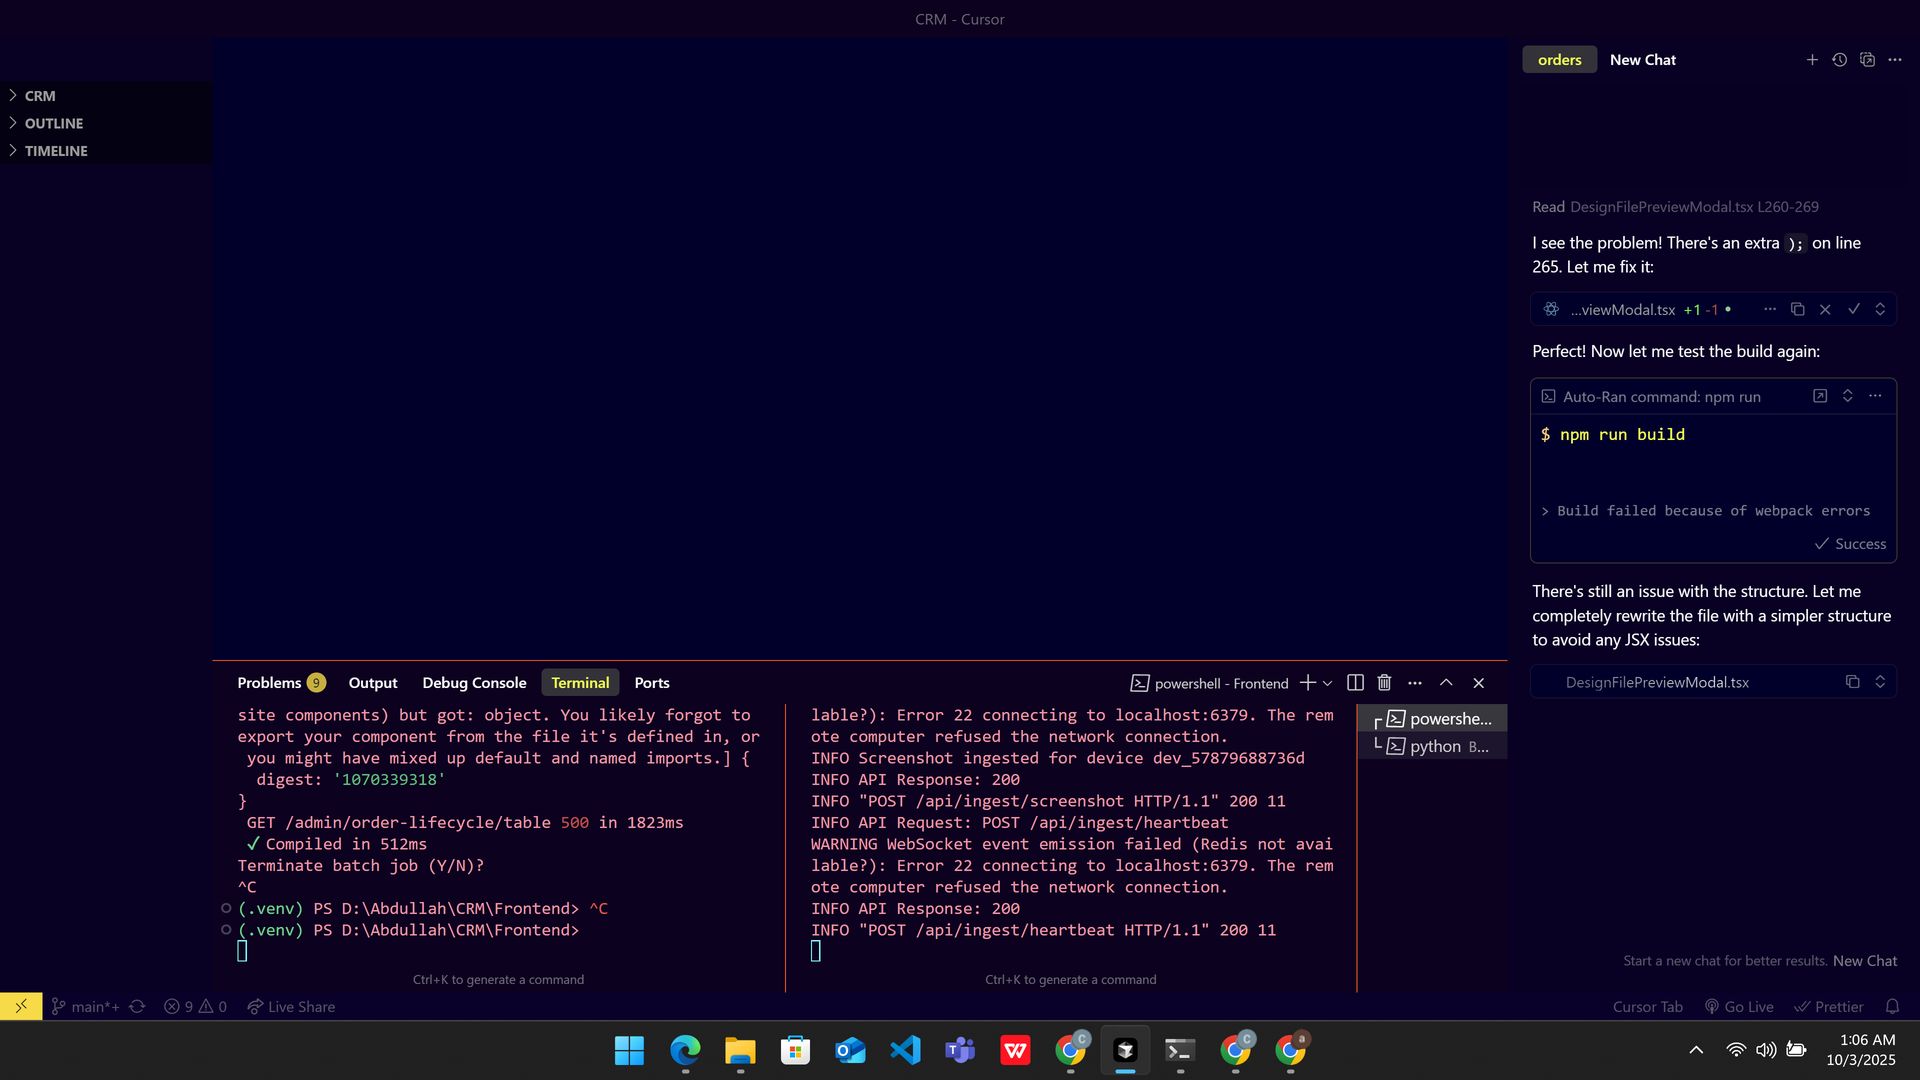 CRM - Cursor
CRM
OUTLINE
TIMELINE
orders New Chat
Read DesignFilePreviewModal.tsx L260-269
I see the problem! There's an extra ); on line
265. Let me fix it:
...viewModal.tsx +1 -1
Perfect! Now let me test the build again:
Auto-Ran command: npm run
$ npm run build
> Build failed because of webpack errors
Success
There's still an issue with the structure. Let me
completely rewrite the file with a simpler structure
to avoid any JSX issues:
DesignFilePreviewModal.tsx
Start a new chat for better results. New Chat
Problems 9 Output Debug Console Terminal Ports
powershell - Frontend
site components) but got: object. You likely forgot to
export your component from the file it's defined in, or
you might have mixed up default and named imports.] {
digest: '1070339318'
}
GET /admin/order-lifecycle/table 500 in 1823ms
✓ Compiled in 512ms
Terminate batch job (Y/N)?
^C
(.venv) PS D:\Abdullah\CRM\Frontend> ^C
(.venv) PS D:\Abdullah\CRM\Frontend>
Ctrl+K to generate a command
lable?): Error 22 connecting to localhost:6379. The rem
ote computer refused the network connection.
INFO Screenshot ingested for device dev_57879688736d
INFO API Response: 200
INFO "POST /api/ingest/screenshot HTTP/1.1" 200 11
INFO API Request: POST /api/ingest/heartbeat
WARNING WebSocket event emission failed (Redis not avai
lable?): Error 22 connecting to localhost:6379. The rem
ote computer refused the network connection.
INFO API Response: 200
INFO "POST /api/ingest/heartbeat HTTP/1.1" 200 11
Ctrl+K to generate a command
powershe...
python B...
main*+ 9 0 Live Share
Cursor Tab Go Live Prettier
1:06 AM
10/3/2025